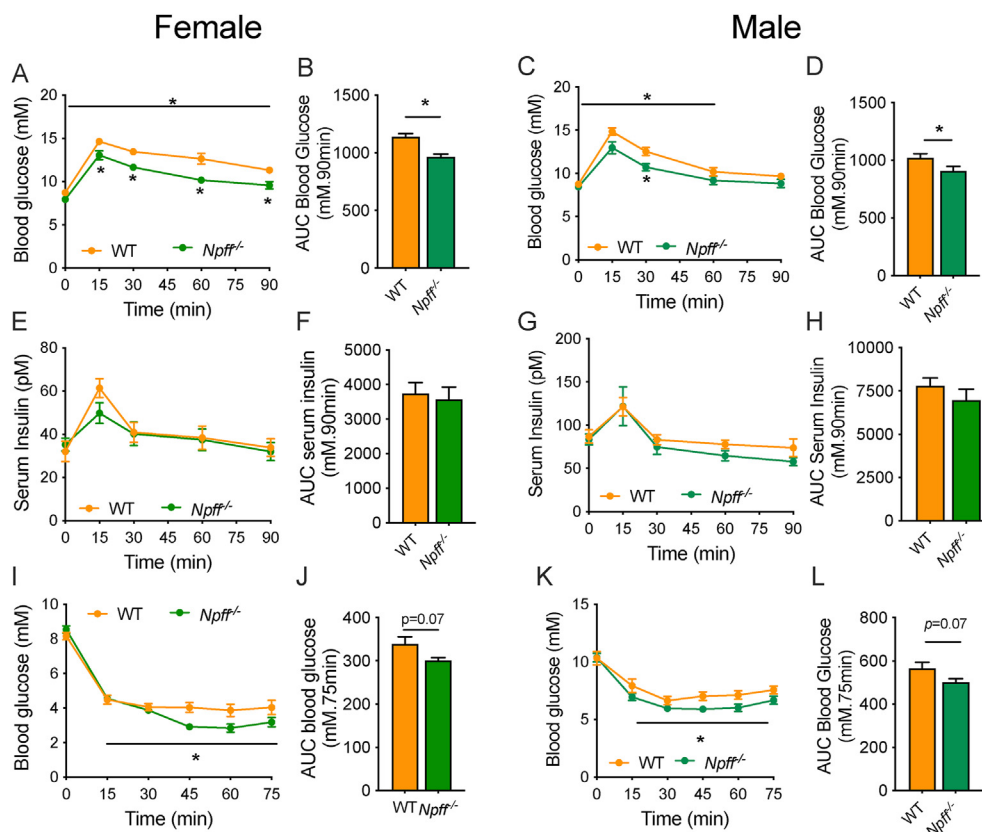 Female
Male
A
Blood glucose (mM)
20
15
10
5
0
*
* * * *
WT Npff-/-
0 15 30 45 60 75 90
Time (min)
B
AUC Blood Glucose
(mM.90min)
1500
1000
500
0
*
WT
Npff-/-
C
Blood glucose (mM)
20
15
10
5
0
*
*
WT Npff-/-
0 15 30 45 60 75 90
Time (min)
D
AUC Blood Glucose
(mM.90min)
1500
1000
500
0
*
WT
Npff-/-
E
Serum Insulin (pM)
80
60
40
20
0
WT Npff-/-
0 15 30 45 60 75 90
Time (min)
F
AUC serum insulin
(mM.90min)
5000
4000
3000
2000
1000
0
WT
Npff-/-
G
Serum Insulin (pM)
200
150
100
50
0
WT Npff-/-
0 15 30 45 60 75 90
Time (min)
H
AUC Serum Insulin
(mM.90min)
10000
7500
5000
2500
0
WT
Npff-/-
I
Blood glucose (mM)
10
8
6
4
2
0
WT Npff-/-
*
0 15 30 45 60 75
Time (min)
J
AUC blood glucose
(mM.75min)
400
300
200
100
0
p=0.07
WT Npff-/-
K
Blood glucose (mM)
15
10
5
0
*
WT Npff-/-
0 15 30 45 60 75
Time (min)
L
AUC Blood Glucose
(mM.75min)
800
600
400
200
0
p=0.07
WT
Npff-/-